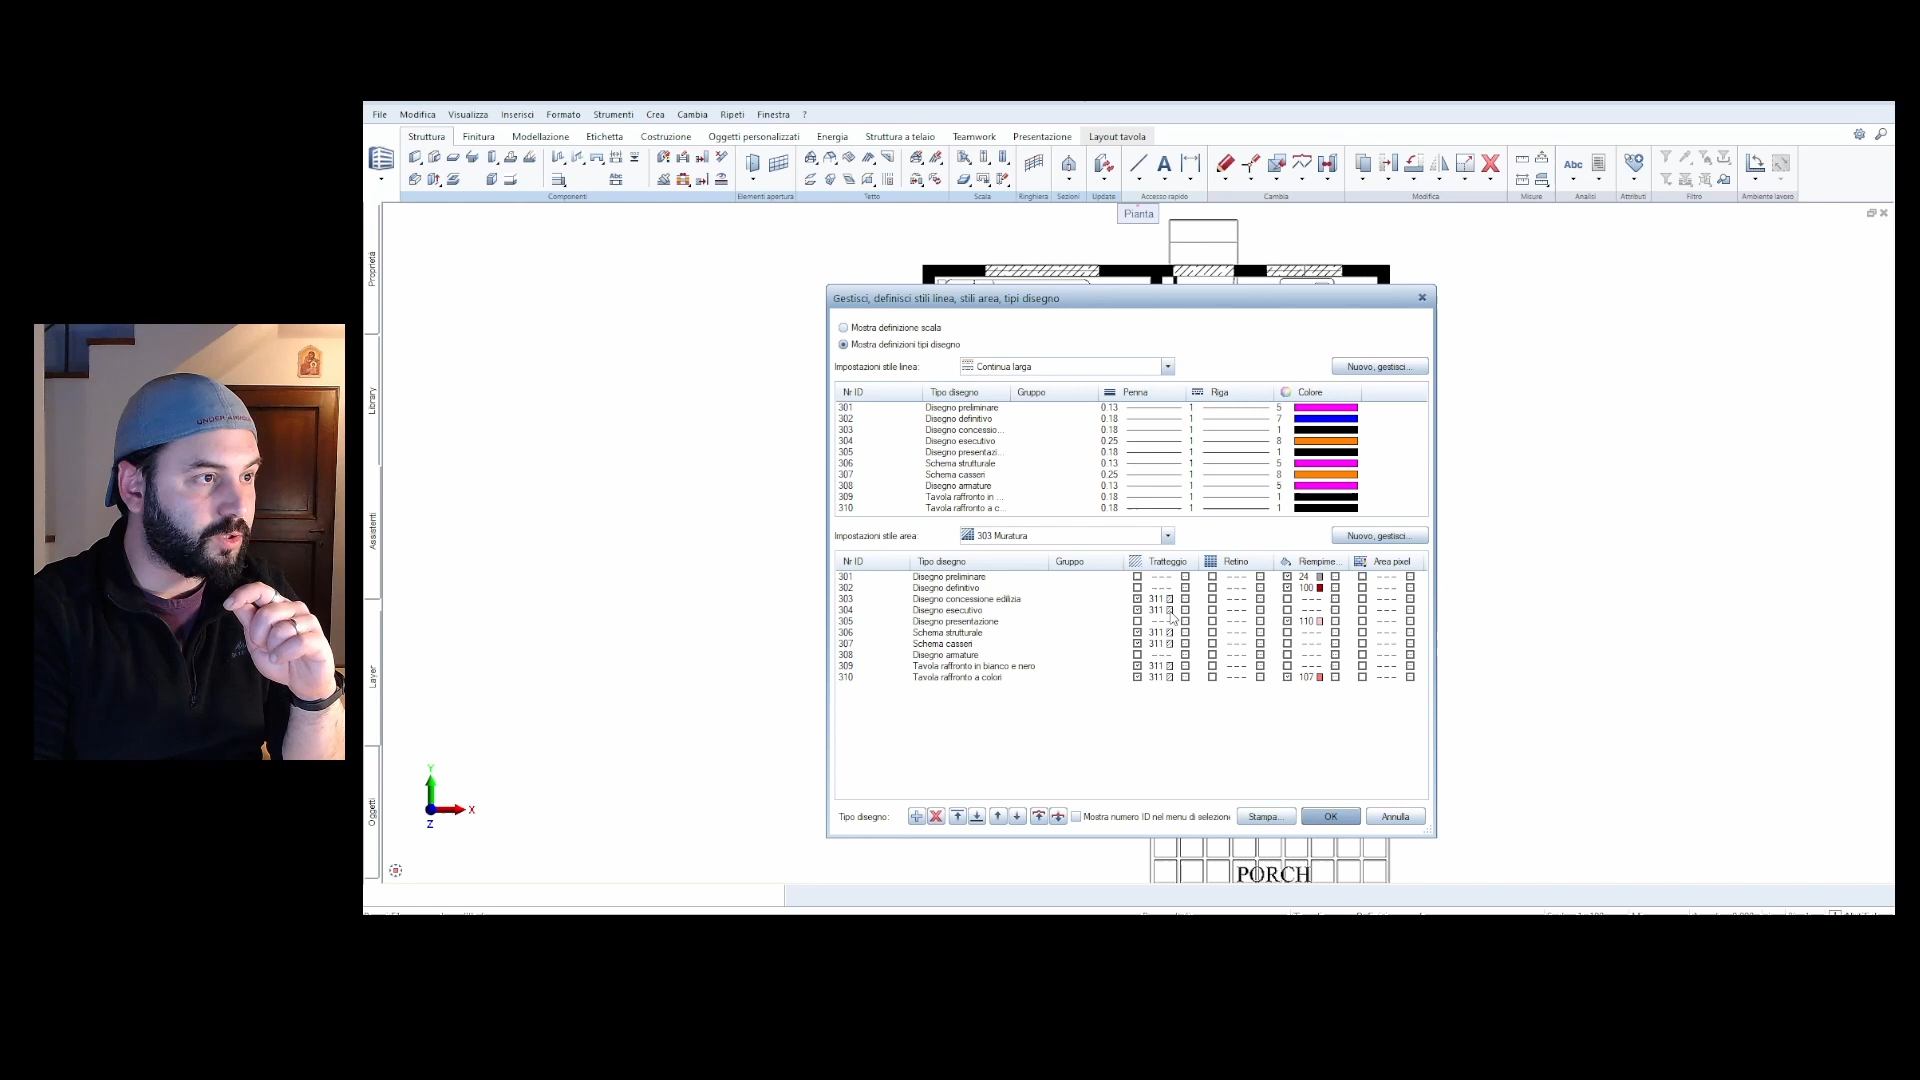 File Modifica Visualizza Inserisci Formato Strumenti Crea Cambia Ripeti Finestra ?
Struttura Finitura Modellazione Etichetta Costruzione Oggetti personalizzati Energia Struttura a telaio Teamwork Presentazione Layout tavola
Abc
Abc
Componenti Elementi apertura Tetto Scala Ringhiera Sezioni Update Accesso rapido Cambia Modifica Misure Analisi Attributi Filtro Ambiente lavoro
Pianta
Proprietà
Library
Assistenti
Layer
Oggetti
UNDER ARMOUR
Gestisci, definisci stili linea, stili area, tipi disegno
Mostra definizione scala
Mostra definizioni tipi disegno
Impostazioni stile linea: Continua larga Nuovo, gestisci...
Nr ID Tipo disegno Gruppo Penna Riga Colore
301 Disegno preliminare 0.13 1 5
302 Disegno definitivo 0.18 1 7
303 Disegno concessio... 0.18 1 1
304 Disegno esecutivo 0.25 1 8
305 Disegno presentazi... 0.18 1 1
306 Schema strutturale 0.13 1 5
307 Schema casseri 0.25 1 8
308 Disegno armature 0.13 1 5
309 Tavola raffronto in ... 0.18 1 1
310 Tavola raffronto a c... 0.18 1 1
Impostazioni stile area: 303 Muratura Nuovo, gestisci...
Nr ID Tipo disegno Gruppo Tratteggio Retino Riempime... Area pixel
301 Disegno preliminare --- --- 24 ---
302 Disegno definitivo --- --- 100 ---
303 Disegno concessione edilizia 311 --- --- ---
304 Disegno esecutivo 311 --- --- ---
305 Disegno presentazione --- --- 110 ---
306 Schema strutturale 311 --- --- ---
307 Schema casseri 311 --- --- ---
308 Disegno armature --- --- --- ---
309 Tavola raffronto in bianco e nero 311 --- --- ---
310 Tavola raffronto a colori 311 --- 107 ---
Tipo disegno: Mostra numero ID nel menu di selezione Stampa... OK Annulla
Y
X
Z
PORCH